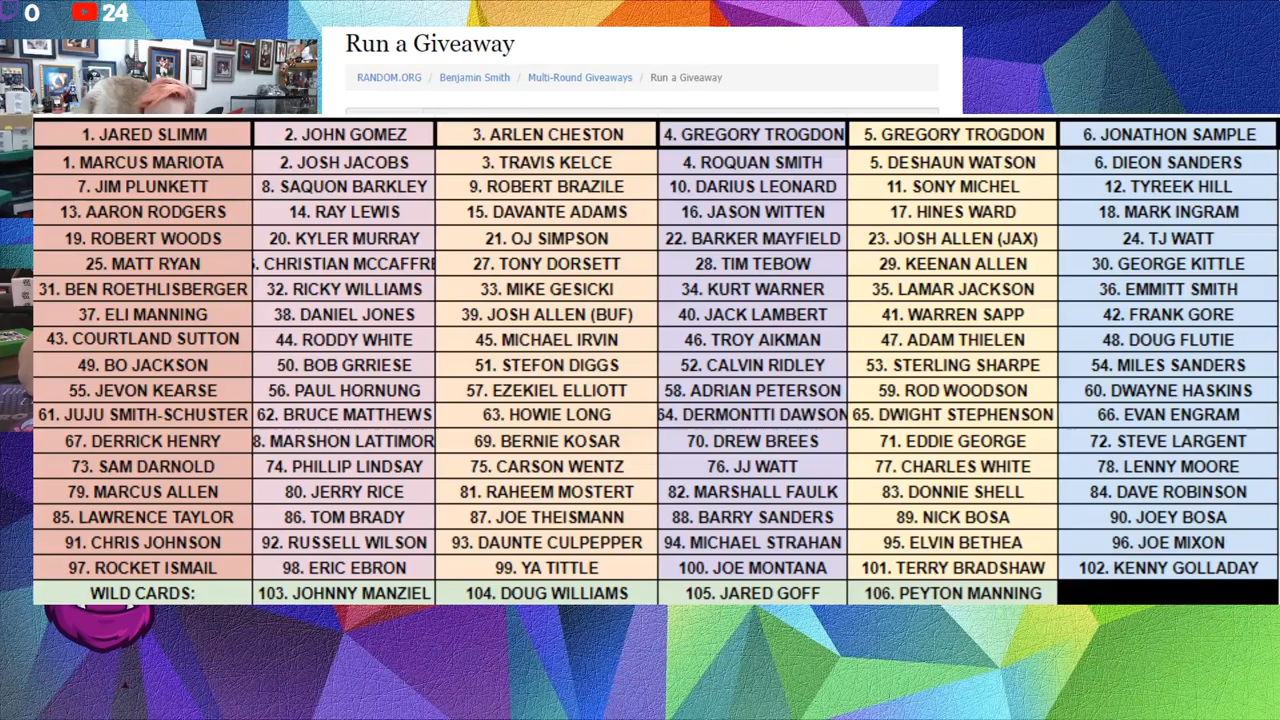 0 24
Run a Giveaway
RANDOM.ORG / Benjamin Smith / Multi-Round Giveaways / Run a Giveaway
1. JARED SLIMM 2. JOHN GOMEZ 3. ARLEN CHESTON 4. GREGORY TROGDON 5. GREGORY TROGDON 6. JONATHON SAMPLE
1. MARCUS MARIOTA 2. JOSH JACOBS 3. TRAVIS KELCE 4. ROQUAN SMITH 5. DESHAUN WATSON 6. DIEON SANDERS
7. JIM PLUNKETT 8. SAQUON BARKLEY 9. ROBERT BRAZILE 10. DARIUS LEONARD 11. SONY MICHEL 12. TYREEK HILL
13. AARON RODGERS 14. RAY LEWIS 15. DAVANTE ADAMS 16. JASON WITTEN 17. HINES WARD 18. MARK INGRAM
19. ROBERT WOODS 20. KYLER MURRAY 21. OJ SIMPSON 22. BARKER MAYFIELD 23. JOSH ALLEN (JAX) 24. TJ WATT
25. MATT RYAN . CHRISTIAN MCCAFFRE 27. TONY DORSETT 28. TIM TEBOW 29. KEENAN ALLEN 30. GEORGE KITTLE
31. BEN ROETHLISBERGER 32. RICKY WILLIAMS 33. MIKE GESICKI 34. KURT WARNER 35. LAMAR JACKSON 36. EMMITT SMITH
37. ELI MANNING 38. DANIEL JONES 39. JOSH ALLEN (BUF) 40. JACK LAMBERT 41. WARREN SAPP 42. FRANK GORE
43. COURTLAND SUTTON 44. RODDY WHITE 45. MICHAEL IRVIN 46. TROY AIKMAN 47. ADAM THIELEN 48. DOUG FLUTIE
49. BO JACKSON 50. BOB GRRIESE 51. STEFON DIGGS 52. CALVIN RIDLEY 53. STERLING SHARPE 54. MILES SANDERS
55. JEVON KEARSE 56. PAUL HORNUNG 57. EZEKIEL ELLIOTT 58. ADRIAN PETERSON 59. ROD WOODSON 60. DWAYNE HASKINS
61. JUJU SMITH-SCHUSTER 62. BRUCE MATTHEWS 63. HOWIE LONG 64. DERMONTTI DAWSON 65. DWIGHT STEPHENSON 66. EVAN ENGRAM
67. DERRICK HENRY 8. MARSHON LATTIMOR 69. BERNIE KOSAR 70. DREW BREES 71. EDDIE GEORGE 72. STEVE LARGENT
73. SAM DARNOLD 74. PHILLIP LINDSAY 75. CARSON WENTZ 76. JJ WATT 77. CHARLES WHITE 78. LENNY MOORE
79. MARCUS ALLEN 80. JERRY RICE 81. RAHEEM MOSTERT 82. MARSHALL FAULK 83. DONNIE SHELL 84. DAVE ROBINSON
85. LAWRENCE TAYLOR 86. TOM BRADY 87. JOE THEISMANN 88. BARRY SANDERS 89. NICK BOSA 90. JOEY BOSA
91. CHRIS JOHNSON 92. RUSSELL WILSON 93. DAUNTE CULPEPPER 94. MICHAEL STRAHAN 95. ELVIN BETHEA 96. JOE MIXON
97. ROCKET ISMAIL 98. ERIC EBRON 99. YA TITTLE 100. JOE MONTANA 101. TERRY BRADSHAW 102. KENNY GOLLADAY
WILD CARDS: 103. JOHNNY MANZIEL 104. DOUG WILLIAMS 105. JARED GOFF 106. PEYTON MANNING